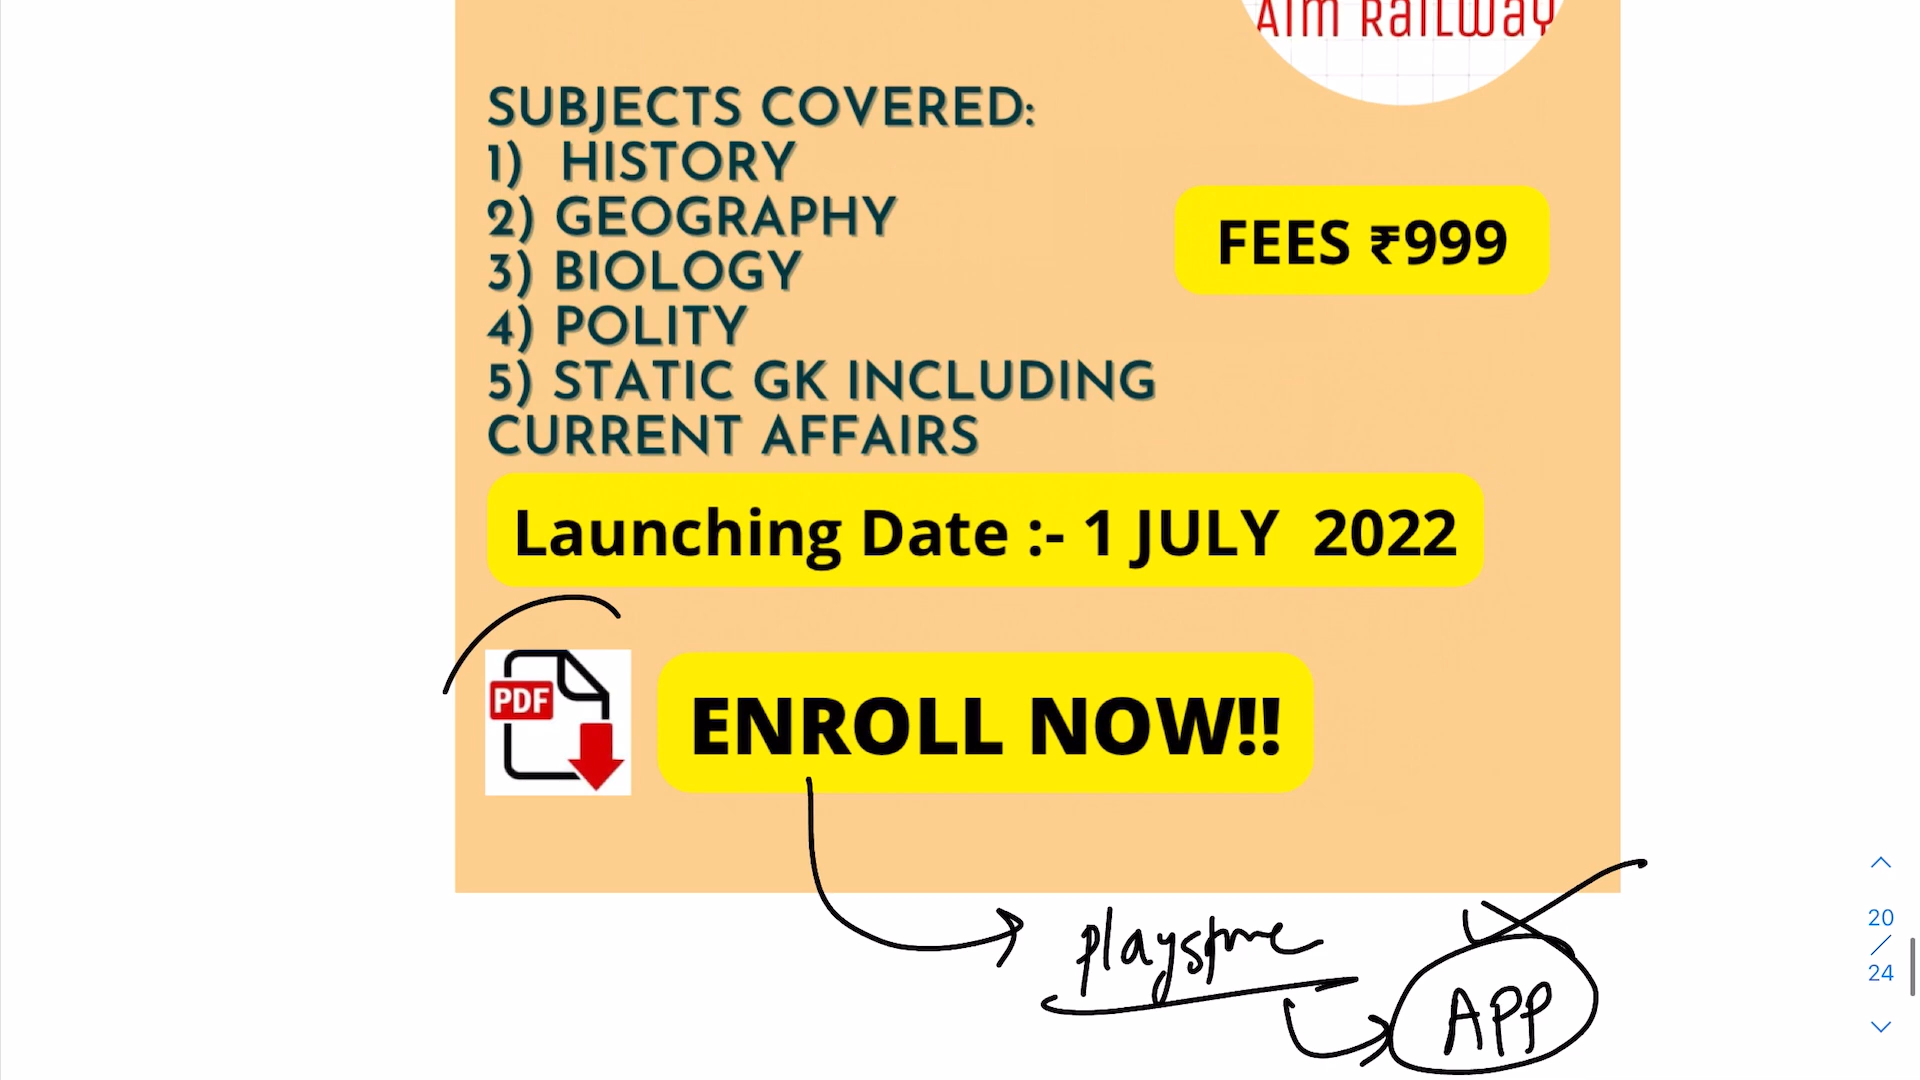 Aim Railway
SUBJECTS COVERED:
1) HISTORY
2) GEOGRAPHY
3) BIOLOGY
4) POLITY
5) STATIC GK INCLUDING
CURRENT AFFAIRS
FEES ₹999
Launching Date :- 1 JULY 2022
PDF
ENROLL NOW!!
playstore
APP
20
/
24